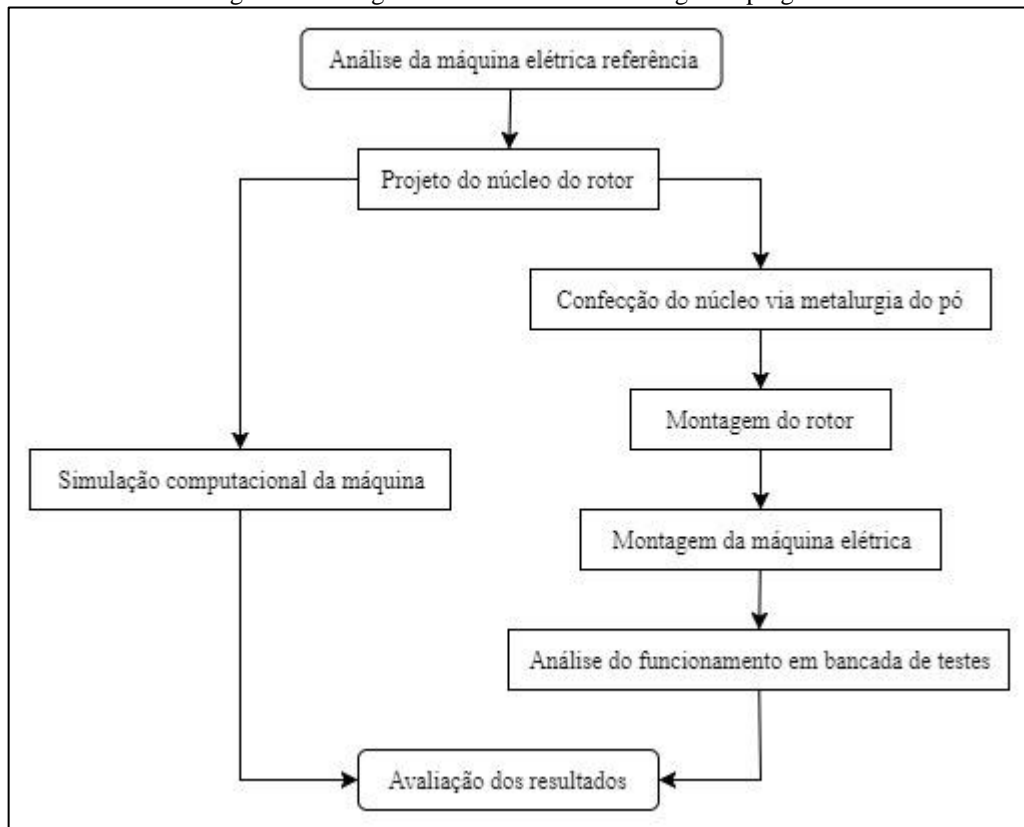 Análise da máquina elétrica referência
Projeto do núcleo do rotor
Confecção do núcleo via metalurgia do pó
Montagem do rotor
Simulação computacional da máquina
Montagem da máquina elétrica
Análise do funcionamento em bancada de testes
Avaliação dos resultados